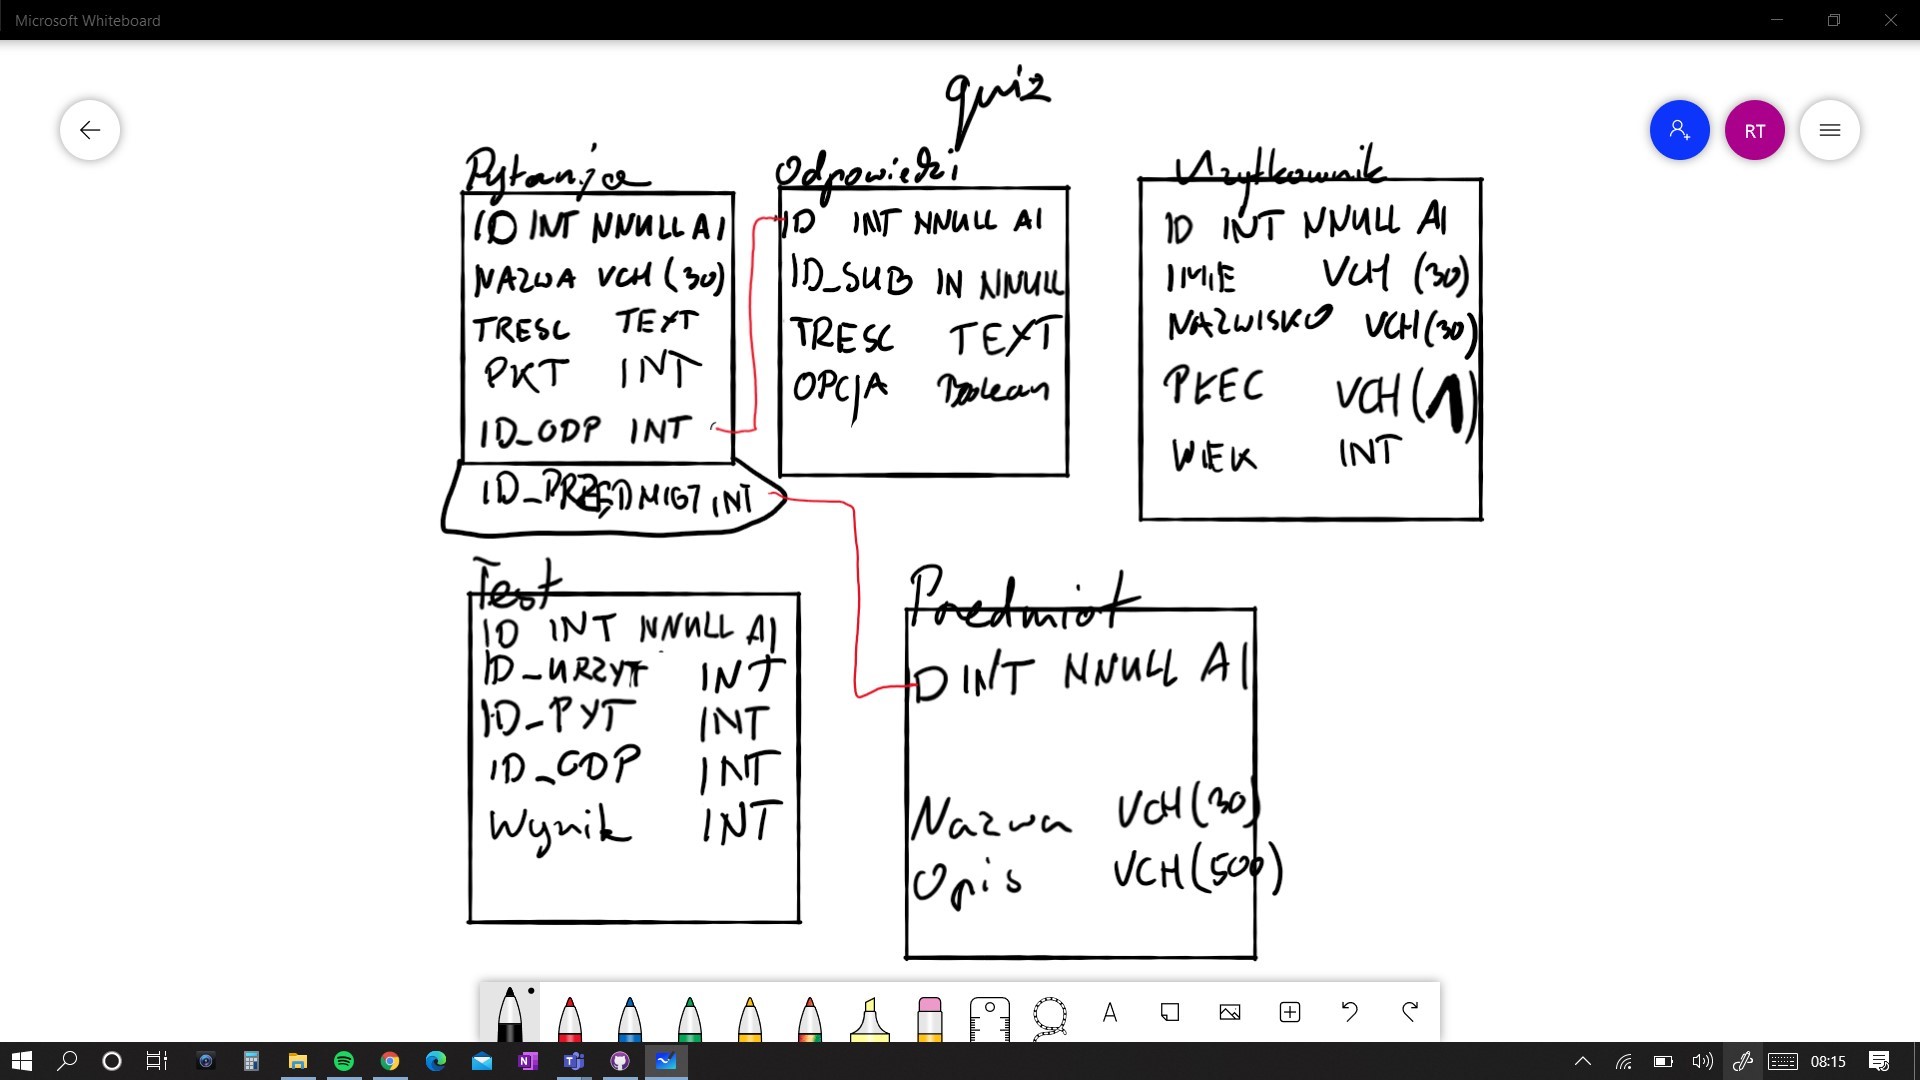 Microsoft Whiteboard
quiz
RT
Pytanja
ID INT NNULL AI
NAZWA VCH (30)
TRESC TEXT
PKT INT
ID_ODP INT
ID_PRZEDMIOT INT
Odpowiedzi
ID INT NNULL AI
ID_SUB IN NNULL
TRESC TEXT
OPCJA Boolean
Użytkownik
ID INT NNULL AI
IMIE VCH (30)
NAZWISKO VCH (30)
PŁEC VCH (1)
WIEK INT
Test
ID INT NNULL AI
ID_URZYT INT
ID_PYT INT
ID_ODP INT
Wynik INT
Przedmiot
ID INT NNULL AI
Nazwa VCH (30)
Opis VCH (500)
A
08:15